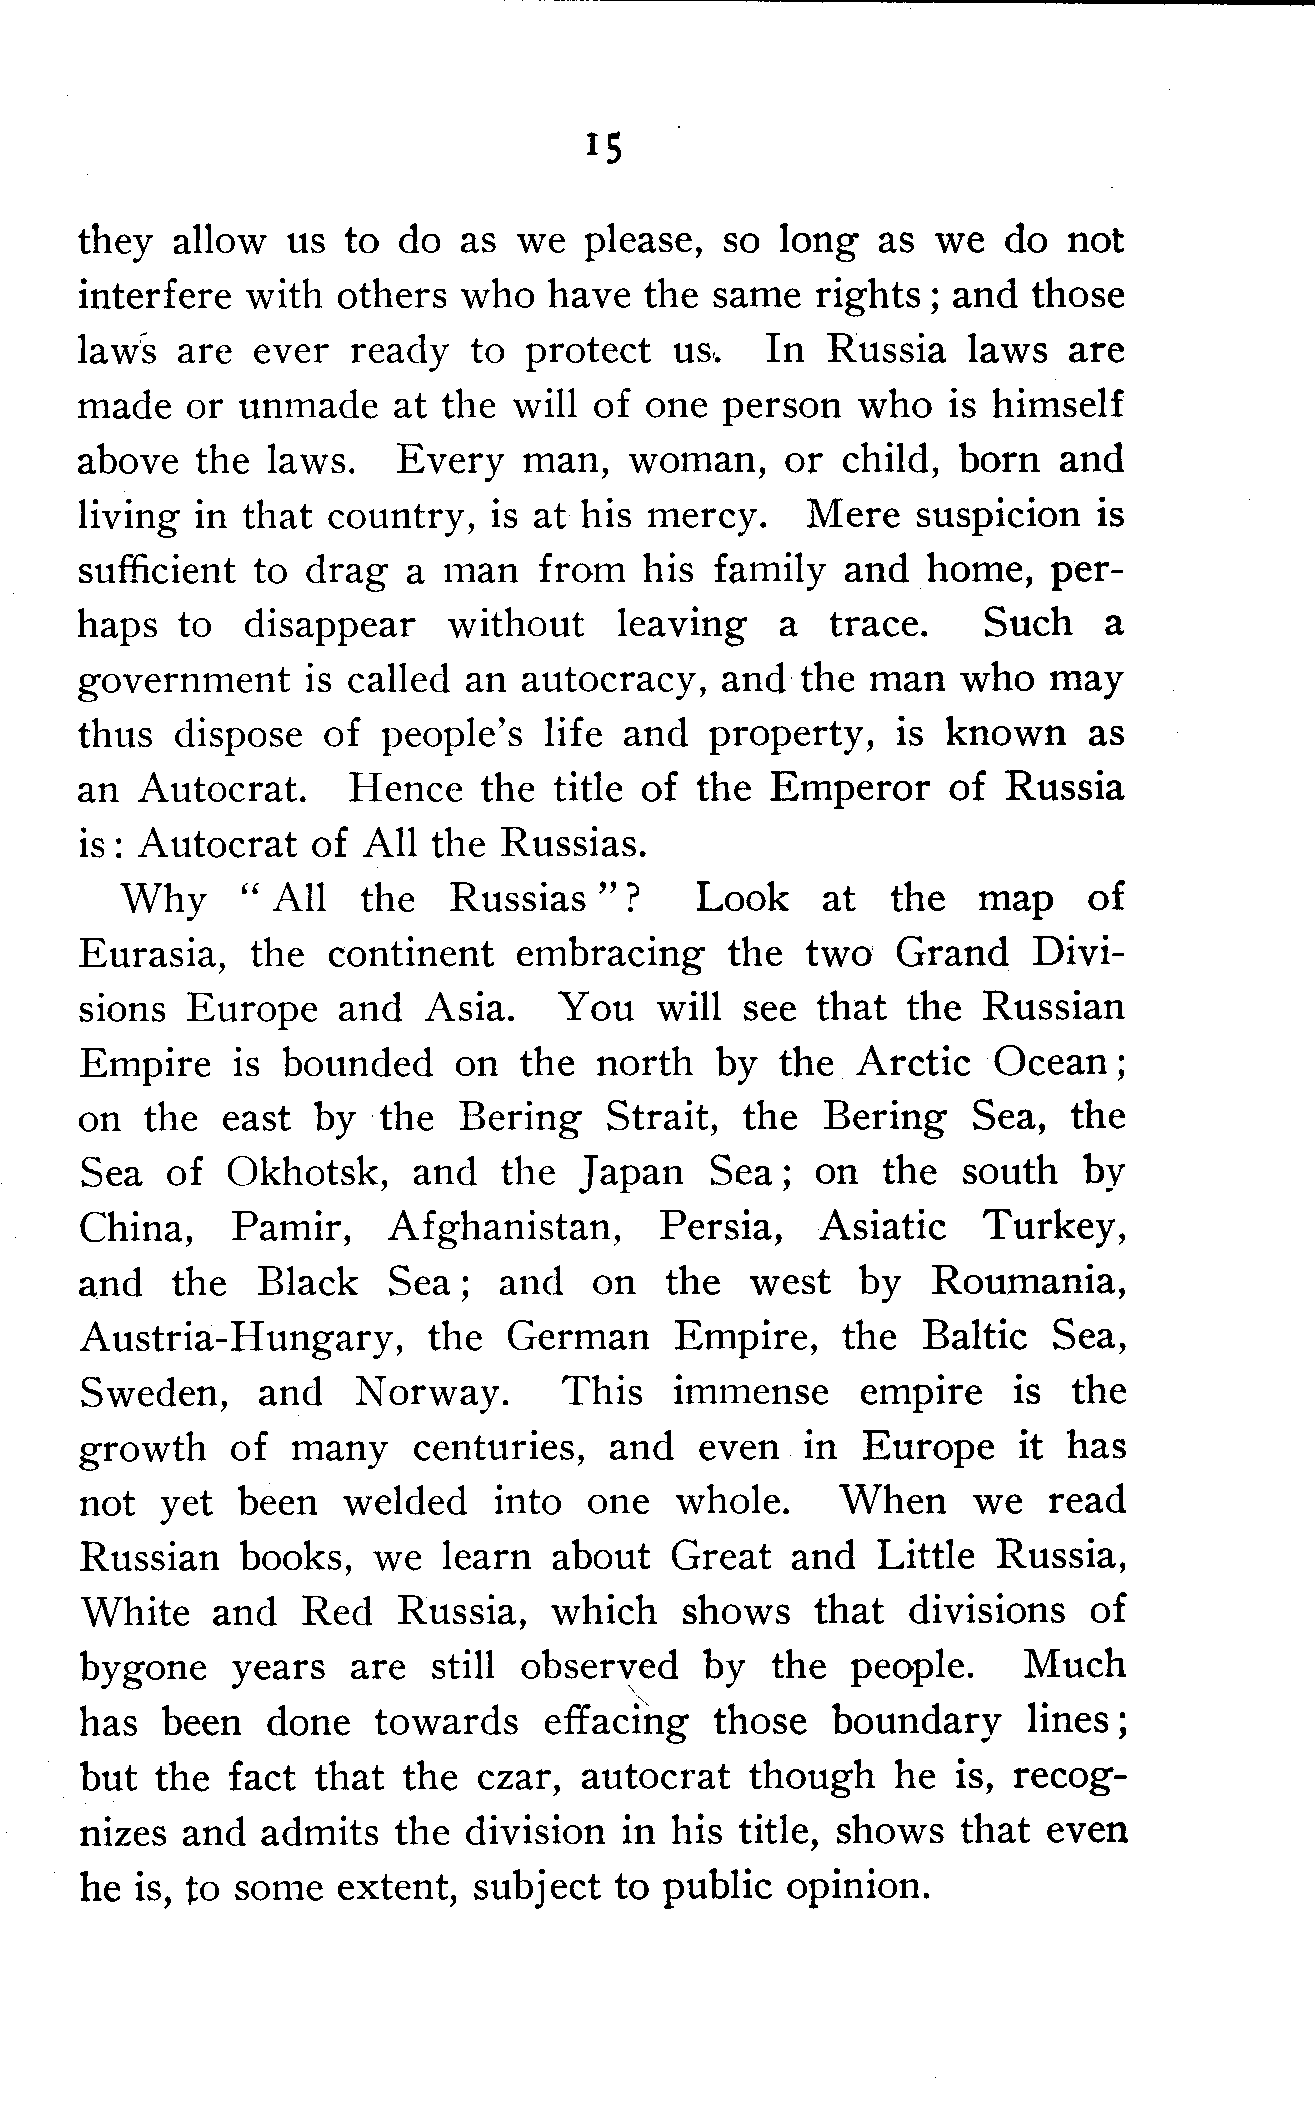 15
they allow us to do as we please, so long as we do not
interfere with others who have the same rights; and those
laws are ever ready to protect us. In Russia laws are
made or unmade at the will of one person who is himself
above the laws. Every man, woman, or child, born and
living in that country, is at his mercy. Mere suspicion is
sufficient to drag a man from his family and home, per-
haps to disappear without leaving a trace. Such a
government is called an autocracy, and the man who may
thus dispose of people's life and property, is known as
an Autocrat. Hence the title of the Emperor of Russia
is: Autocrat of All the Russias.
Why “All the Russias”? Look at the map of
Eurasia, the continent embracing the two Grand Divi-
sions Europe and Asia. You will see that the Russian
Empire is bounded on the north by the Arctic Ocean;
on the east by the Bering Strait, the Bering Sea, the
Sea of Okhotsk, and the Japan Sea; on the south by
China, Pamir, Afghanistan, Persia, Asiatic Turkey,
and the Black Sea; and on the west by Roumania,
Austria-Hungary, the German Empire, the Baltic Sea,
Sweden, and Norway. This immense empire is the
growth of many centuries, and even in Europe it has
not yet been welded into one whole. When we read
Russian books, we learn about Great and Little Russia,
White and Red Russia, which shows that divisions of
bygone years are still observed by the people. Much
has been done towards effacing those boundary lines;
but the fact that the czar, autocrat though he is, recog-
nizes and admits the division in his title, shows that even
he is, to some extent, subject to public opinion.